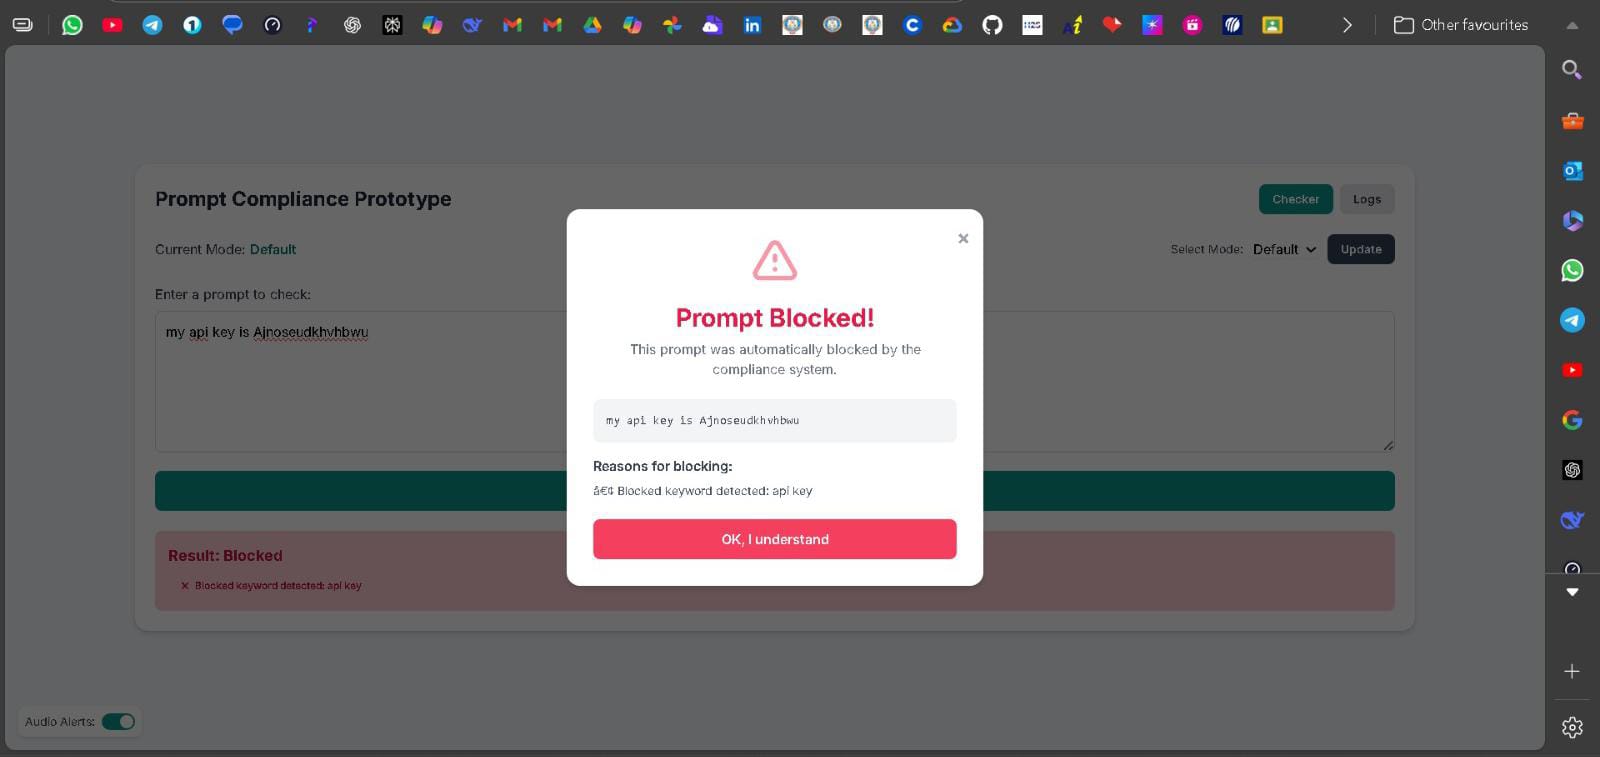 Other favourites
Prompt Compliance Prototype
Checker
Logs
Current Mode: Default
Select Mode: Default
Update
Enter a prompt to check:
my api key is Ajnoseudkhvhbwu
Prompt Blocked!
This prompt was automatically blocked by the
compliance system.
my api key is Ajnoseudkhvhbwu
Reasons for blocking:
â€¢ Blocked keyword detected: api key
OK, I understand
Result: Blocked
× Blocked keyword detected: api key
Audio Alerts: